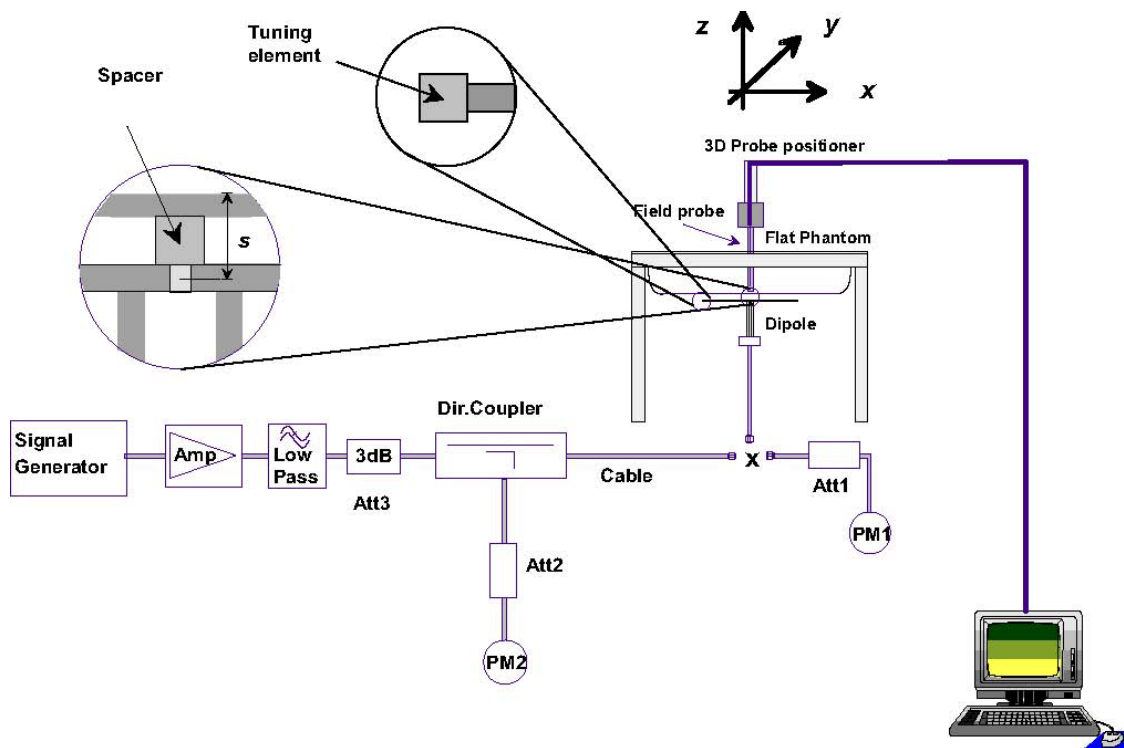 Tuning
element
Spacer
z
y
x
3D Probe positioner
Field probe
Flat Phantom
s
Dipole
Dir.Coupler
Signal
Generator
Amp
Low
Pass
3dB
Att3
Cable
x
Att1
PM1
Att2
PM2